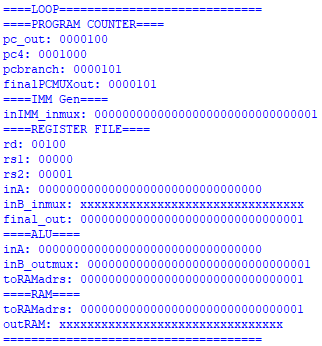 ====LOOP=============================
====PROGRAM COUNTER====
pc_out: 0000100
pc4: 0001000
pcbranch: 0000101
finalPCMUXout: 0000101
====IMM Gen====
inIMM_inmux: 00000000000000000000000000000001
====REGISTER FILE====
rd: 00100
rs1: 00000
rs2: 00001
inA: 00000000000000000000000000000000
inB_inmux: xxxxxxxxxxxxxxxxxxxxxxxxxxxxxxxx
final_out: 00000000000000000000000000000001
====ALU====
inA: 00000000000000000000000000000000
inB_outmux: 00000000000000000000000000000001
toRAMadrs: 00000000000000000000000000000001
====RAM====
toRAMadrs: 00000000000000000000000000000001
outRAM: xxxxxxxxxxxxxxxxxxxxxxxxxxxxxxxx
=====================================